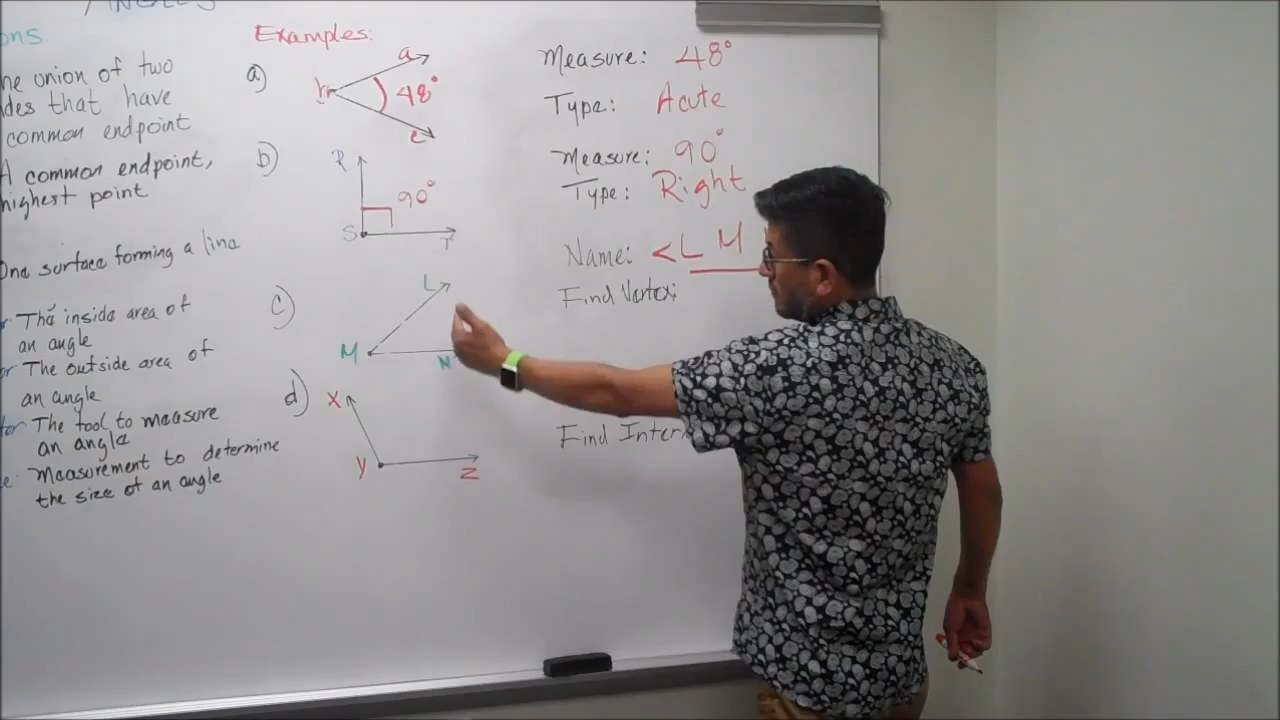 ons.
he union of two
des that have
common endpoint
A common endpoint,
highest point
One surface forming a line
The inside area of
an angle
or The outside area of
an angle
tor The tool to measure
an angle
e: Measurement to determine
the size of an angle
Examples:
a)
a
48°
c
b)
R
90°
S
T
c)
L
M
N
d)
X
Y
Z
Measure: 48°
Type: Acute
Measure: 90°
Type: Right
Name: <L M
Find Vertex:
Find Inter